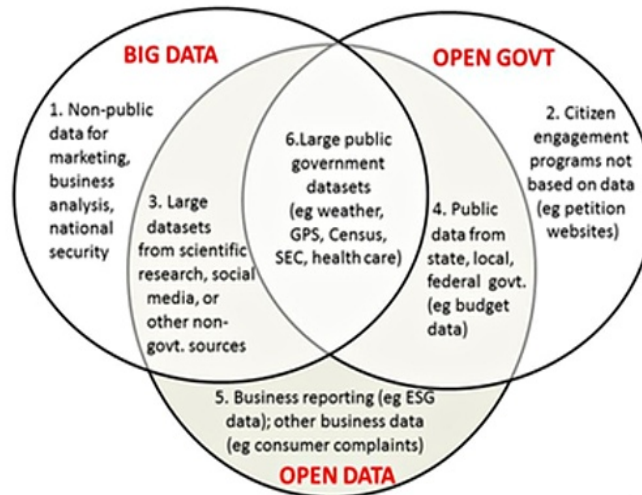 BIG DATA
OPEN GOVT
1. Non-public
data for
marketing,
business
analysis,
national
security
2. Citizen
engagement
programs not
based on data
(eg petition
websites)
6.Large public
government
datasets
(eg weather,
GPS, Census,
SEC, health care)
3. Large
datasets
from scientific
research, social
media, or
other non-
govt. sources
4. Public
data from
state, local,
federal govt.
(eg budget
data)
5. Business reporting (eg ESG
data); other business data
(eg consumer complaints)
OPEN DATA